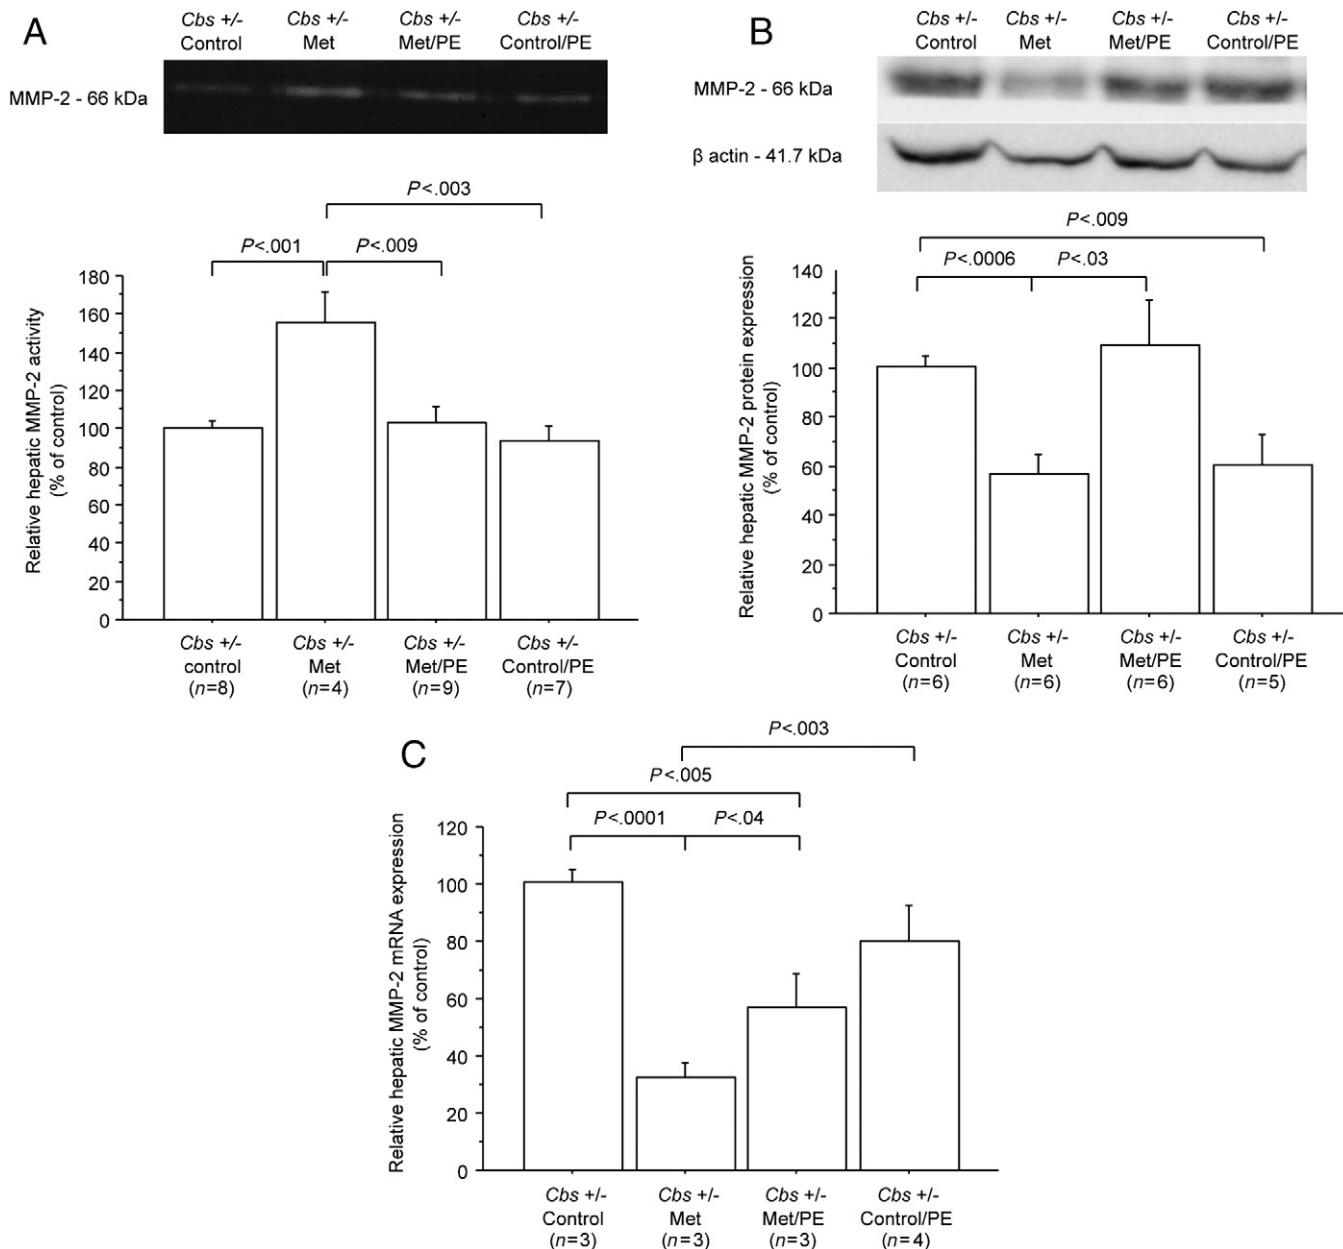 A
Cbs +/- Cbs +/- Cbs +/- Cbs +/-
Control Met Met/PE Control/PE
MMP-2 - 66 kDa
P<.003
P<.001 P<.009
180
160
140
120
100
80
60
40
20
0
Relative hepatic MMP-2 activity
(% of control)
Cbs +/- Cbs +/- Cbs +/- Cbs +/-
control Met Met/PE Control/PE
(n=8) (n=4) (n=9) (n=7)
B
Cbs +/- Cbs +/- Cbs +/- Cbs +/-
Control Met Met/PE Control/PE
MMP-2 - 66 kDa
β actin - 41.7 kDa
P<.009
P<.0006 P<.03
140
120
100
80
60
40
20
0
Relative hepatic MMP-2 protein expression
(% of control)
Cbs +/- Cbs +/- Cbs +/- Cbs +/-
Control Met Met/PE Control/PE
(n=6) (n=6) (n=6) (n=5)
C
P<.003
P<.005
P<.0001 P<.04
120
100
80
60
40
20
0
Relative hepatic MMP-2 mRNA expression
(% of control)
Cbs +/- Cbs +/- Cbs +/- Cbs +/-
Control Met Met/PE Control/PE
(n=3) (n=3) (n=3) (n=4)